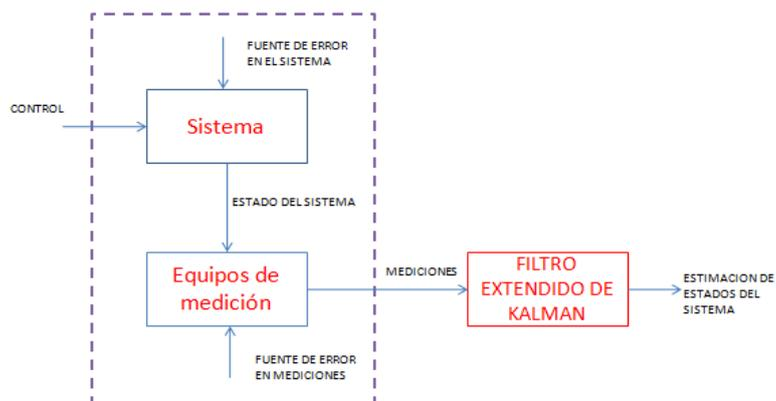 FUENTE DE ERROR
EN EL SISTEMA
CONTROL
Sistema
ESTADO DEL SISTEMA
Equipos de
medición
MEDICIONES
FILTRO
EXTENDIDO DE
KALMAN
ESTIMACION DE
ESTADOS DEL
SISTEMA
FUENTE DE ERROR
EN MEDICIONES